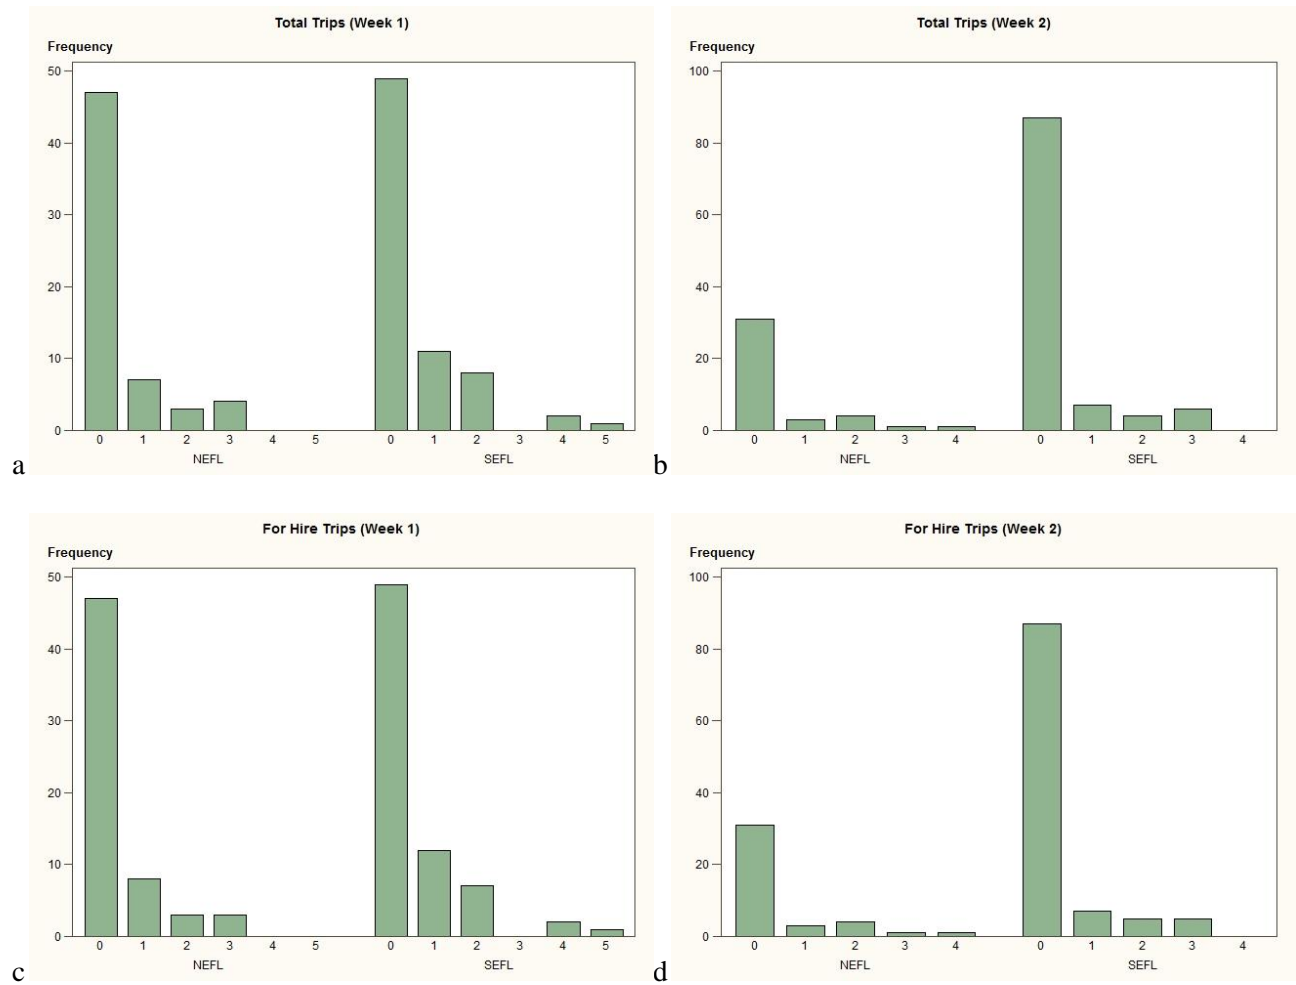 Total Trips (Week 1)
Frequency
50
40
30
20
10
0
0 1 2 3 4 5 0 1 2 3 4 5
NEFL SEFL
a
Total Trips (Week 2)
Frequency
100
80
60
40
20
0
0 1 2 3 4 0 1 2 3 4
NEFL SEFL
b
For Hire Trips (Week 1)
Frequency
50
40
30
20
10
0
0 1 2 3 4 5 0 1 2 3 4 5
NEFL SEFL
c
For Hire Trips (Week 2)
Frequency
100
80
60
40
20
0
0 1 2 3 4 0 1 2 3 4
NEFL SEFL
d